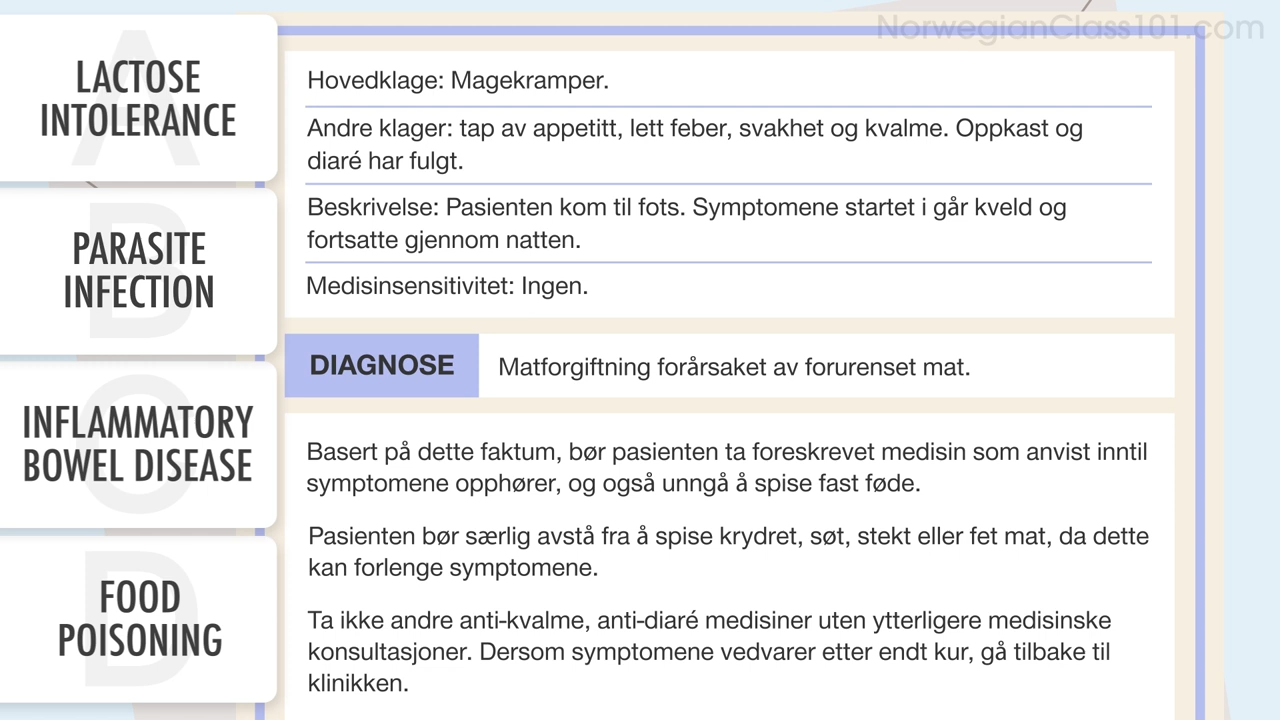 NorwegianClass101.com
A
LACTOSE
INTOLERANCE
B
PARASITE
INFECTION
C
INFLAMMATORY
BOWEL DISEASE
D
FOOD
POISONING
Hovedklage: Magekramper.
Andre klager: tap av appetitt, lett feber, svakhet og kvalme. Oppkast og
diaré har fulgt.
Beskrivelse: Pasienten kom til fots. Symptomene startet i går kveld og
fortsatte gjennom natten.
Medisinsensitivitet: Ingen.
DIAGNOSE Matforgiftning forårsaket av forurenset mat.
Basert på dette faktum, bør pasienten ta foreskrevet medisin som anvist inntil
symptomene opphører, og også unngå å spise fast føde.
Pasienten bør særlig avstå fra å spise krydret, søt, stekt eller fet mat, da dette
kan forlenge symptomene.
Ta ikke andre anti-kvalme, anti-diaré medisiner uten ytterligere medisinske
konsultasjoner. Dersom symptomene vedvarer etter endt kur, gå tilbake til
klinikken.